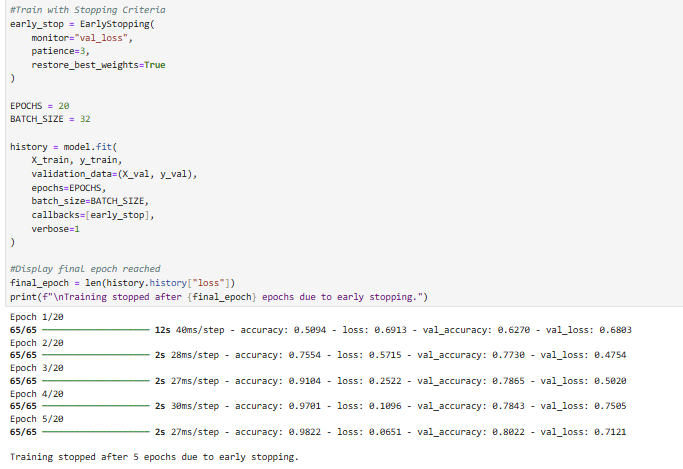 #Train with Stopping Criteria
early_stop = EarlyStopping(
    monitor="val_loss",
    patience=3,
    restore_best_weights=True
)
EPOCHS = 20
BATCH_SIZE = 32
history = model.fit(
    X_train, y_train,
    validation_data=(X_val, y_val),
    epochs=EPOCHS,
    batch_size=BATCH_SIZE,
    callbacks=[early_stop],
    verbose=1
)
#Display final epoch reached
final_epoch = len(history.history["loss"])
print(f"\nTraining stopped after {final_epoch} epochs due to early stopping.")
Epoch 1/20
65/65 ━━━━━━━━━━━━━━━━━━━━ 12s 40ms/step - accuracy: 0.5094 - loss: 0.6913 - val_accuracy: 0.6270 - val_loss: 0.6803
Epoch 2/20
65/65 ━━━━━━━━━━━━━━━━━━━━ 2s 28ms/step - accuracy: 0.7554 - loss: 0.5715 - val_accuracy: 0.7730 - val_loss: 0.4754
Epoch 3/20
65/65 ━━━━━━━━━━━━━━━━━━━━ 2s 27ms/step - accuracy: 0.9104 - loss: 0.2522 - val_accuracy: 0.7865 - val_loss: 0.5020
Epoch 4/20
65/65 ━━━━━━━━━━━━━━━━━━━━ 2s 30ms/step - accuracy: 0.9701 - loss: 0.1096 - val_accuracy: 0.7843 - val_loss: 0.7505
Epoch 5/20
65/65 ━━━━━━━━━━━━━━━━━━━━ 2s 27ms/step - accuracy: 0.9822 - loss: 0.0651 - val_accuracy: 0.8022 - val_loss: 0.7121
Training stopped after 5 epochs due to early stopping.